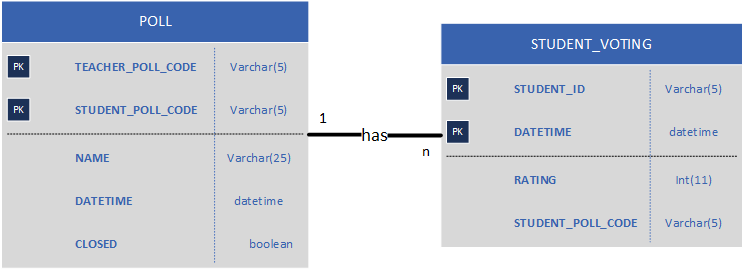 POLL
PK TEACHER_POLL_CODE Varchar(5)
PK STUDENT_POLL_CODE Varchar(5)
NAME Varchar(25)
DATETIME datetime
CLOSED boolean
1
has
n
STUDENT_VOTING
PK STUDENT_ID Varchar(5)
PK DATETIME datetime
RATING Int(11)
STUDENT_POLL_CODE Varchar(5)